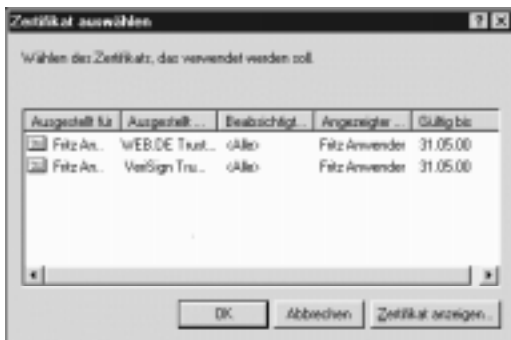 Zertifikat auswählen
Wählen des Zertifikats, das verwendet werden soll.
Ausgestellt für Ausgestellt ... Beabsichtigt... Angezeigter ... Gültig bis
Fritz An... WEB.DE Trust... <Alle> Fritz Anwender 31.05.00
Fritz An... VeriSign Tru... <Alle> Fritz Anwender 31.05.00
OK Abbrechen Zertifikat anzeigen...